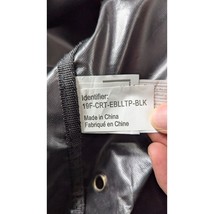 Identifier:
19F-CRT-EBLLTP-BLK
Made in China
Fabriqué en Chine